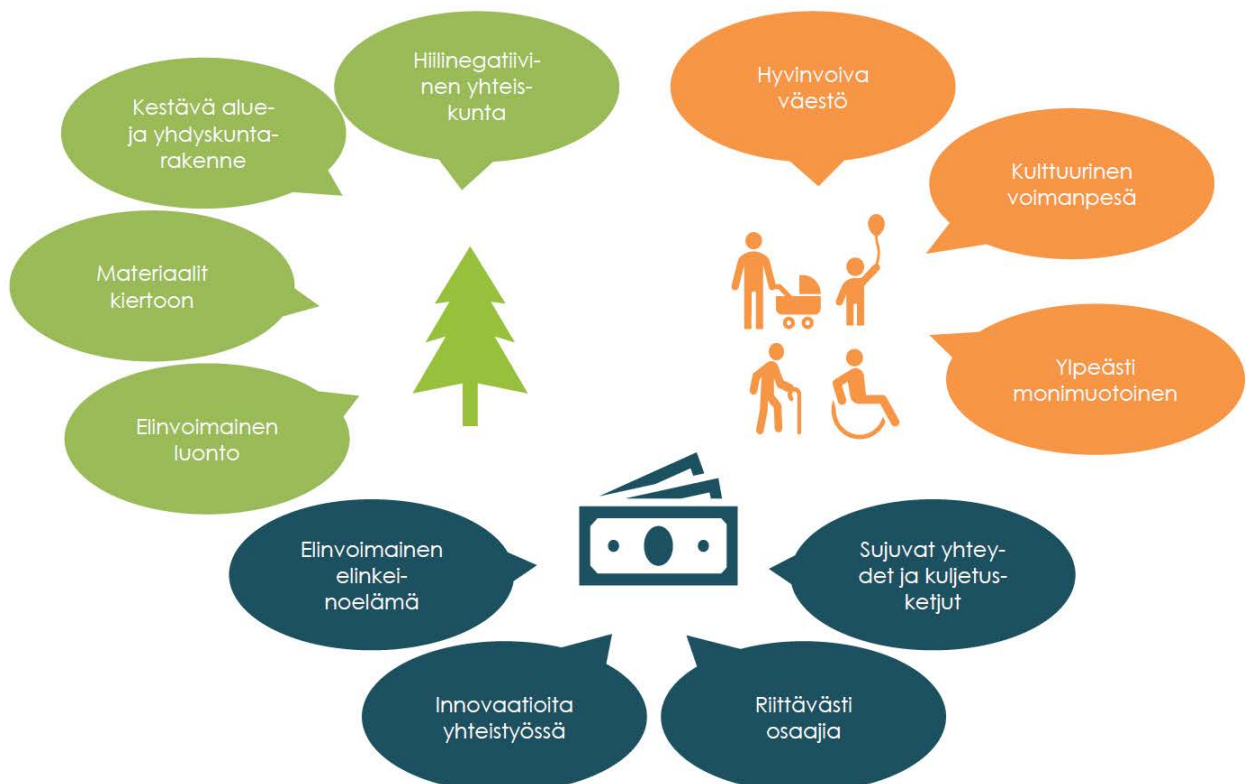 Hiilinegatiivi-
nen yhteis-
kunta
Kestävä alue-
ja yhdyskunta-
rakenne
Materiaalit
kiertoon
Elinvoimainen
luonto
Hyvinvoiva
väestö
Kulttuurinen
voimanpesä
Ylpeästi
monimuotoinen
Elinvoimainen
elinkei-
noelämä
Innovaatioita
yhteistyössä
Riittävästi
osaajia
Sujuvat yhtey-
det ja kuljetus-
ketjut